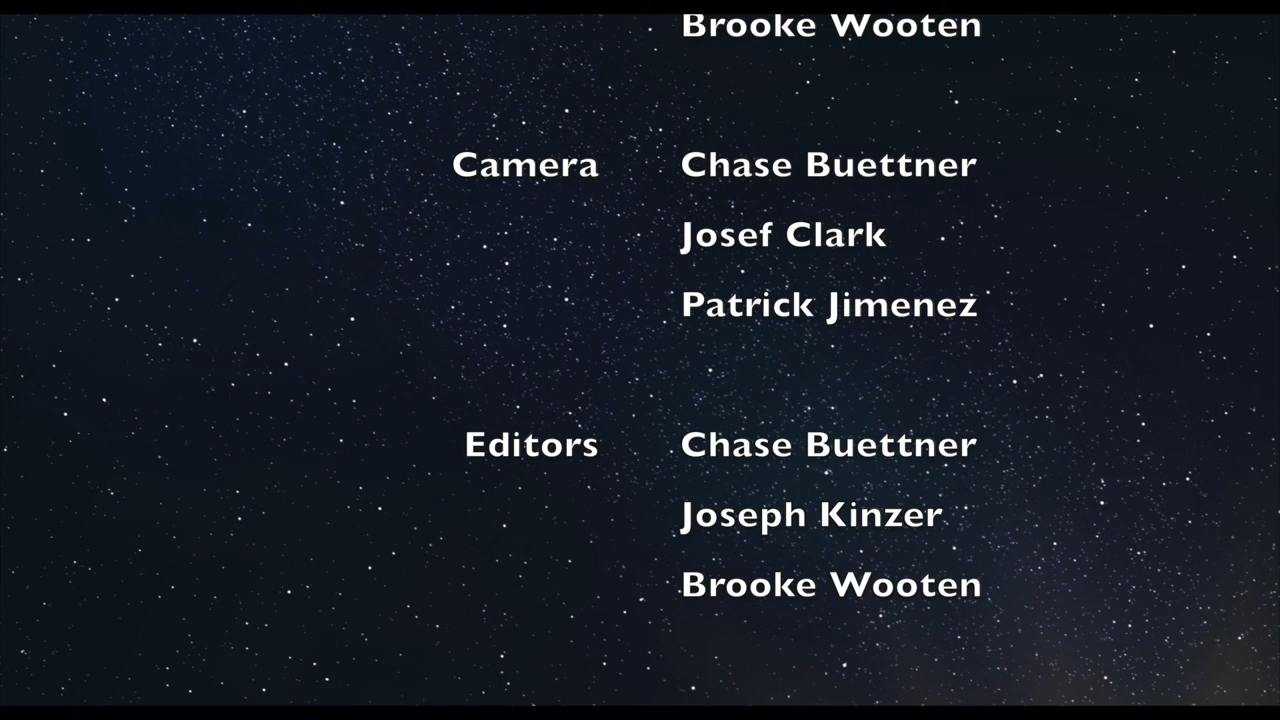 Brooke Wooten
Camera Chase Buettner
Josef Clark
Patrick Jimenez
Editors Chase Buettner
Joseph Kinzer
Brooke Wooten